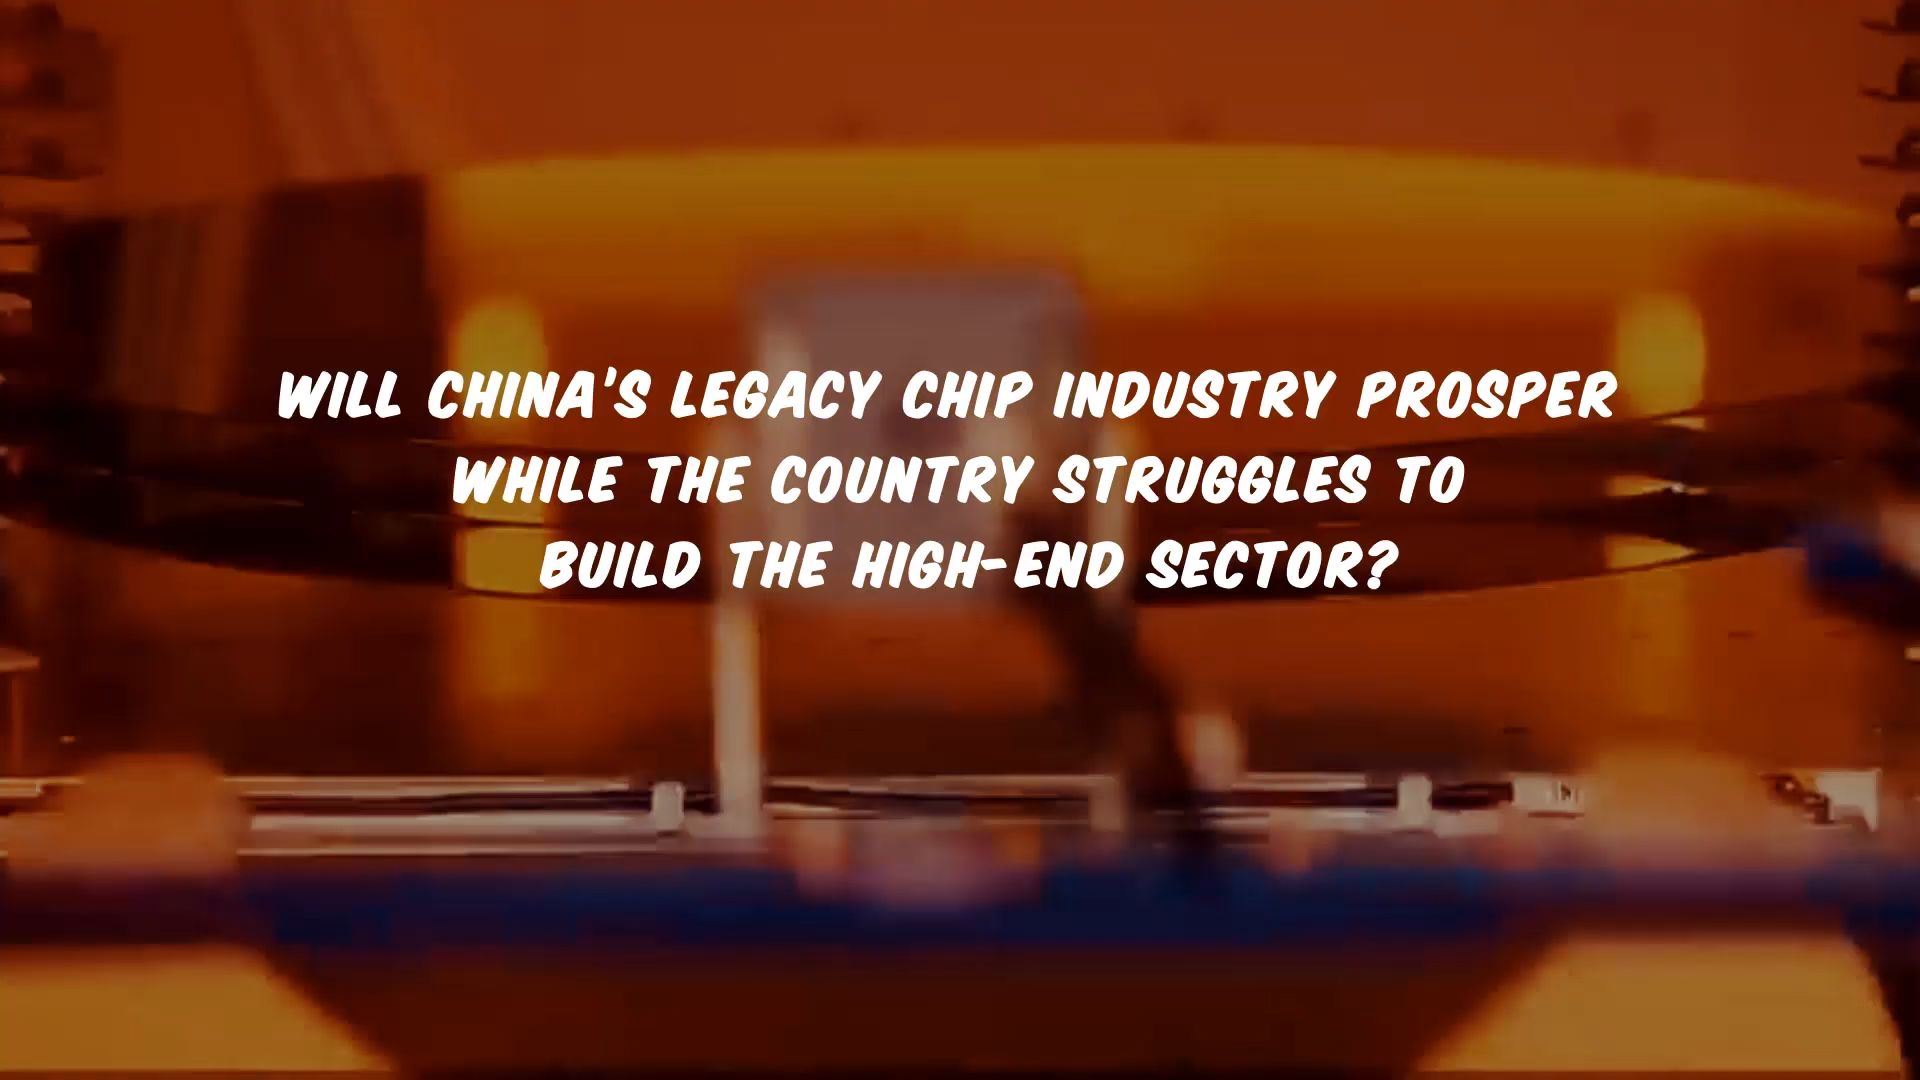 WILL CHINA'S LEGACY CHIP INDUSTRY PROSPER
WHILE THE COUNTRY STRUGGLES TO
BUILD THE HIGH-END SECTOR?